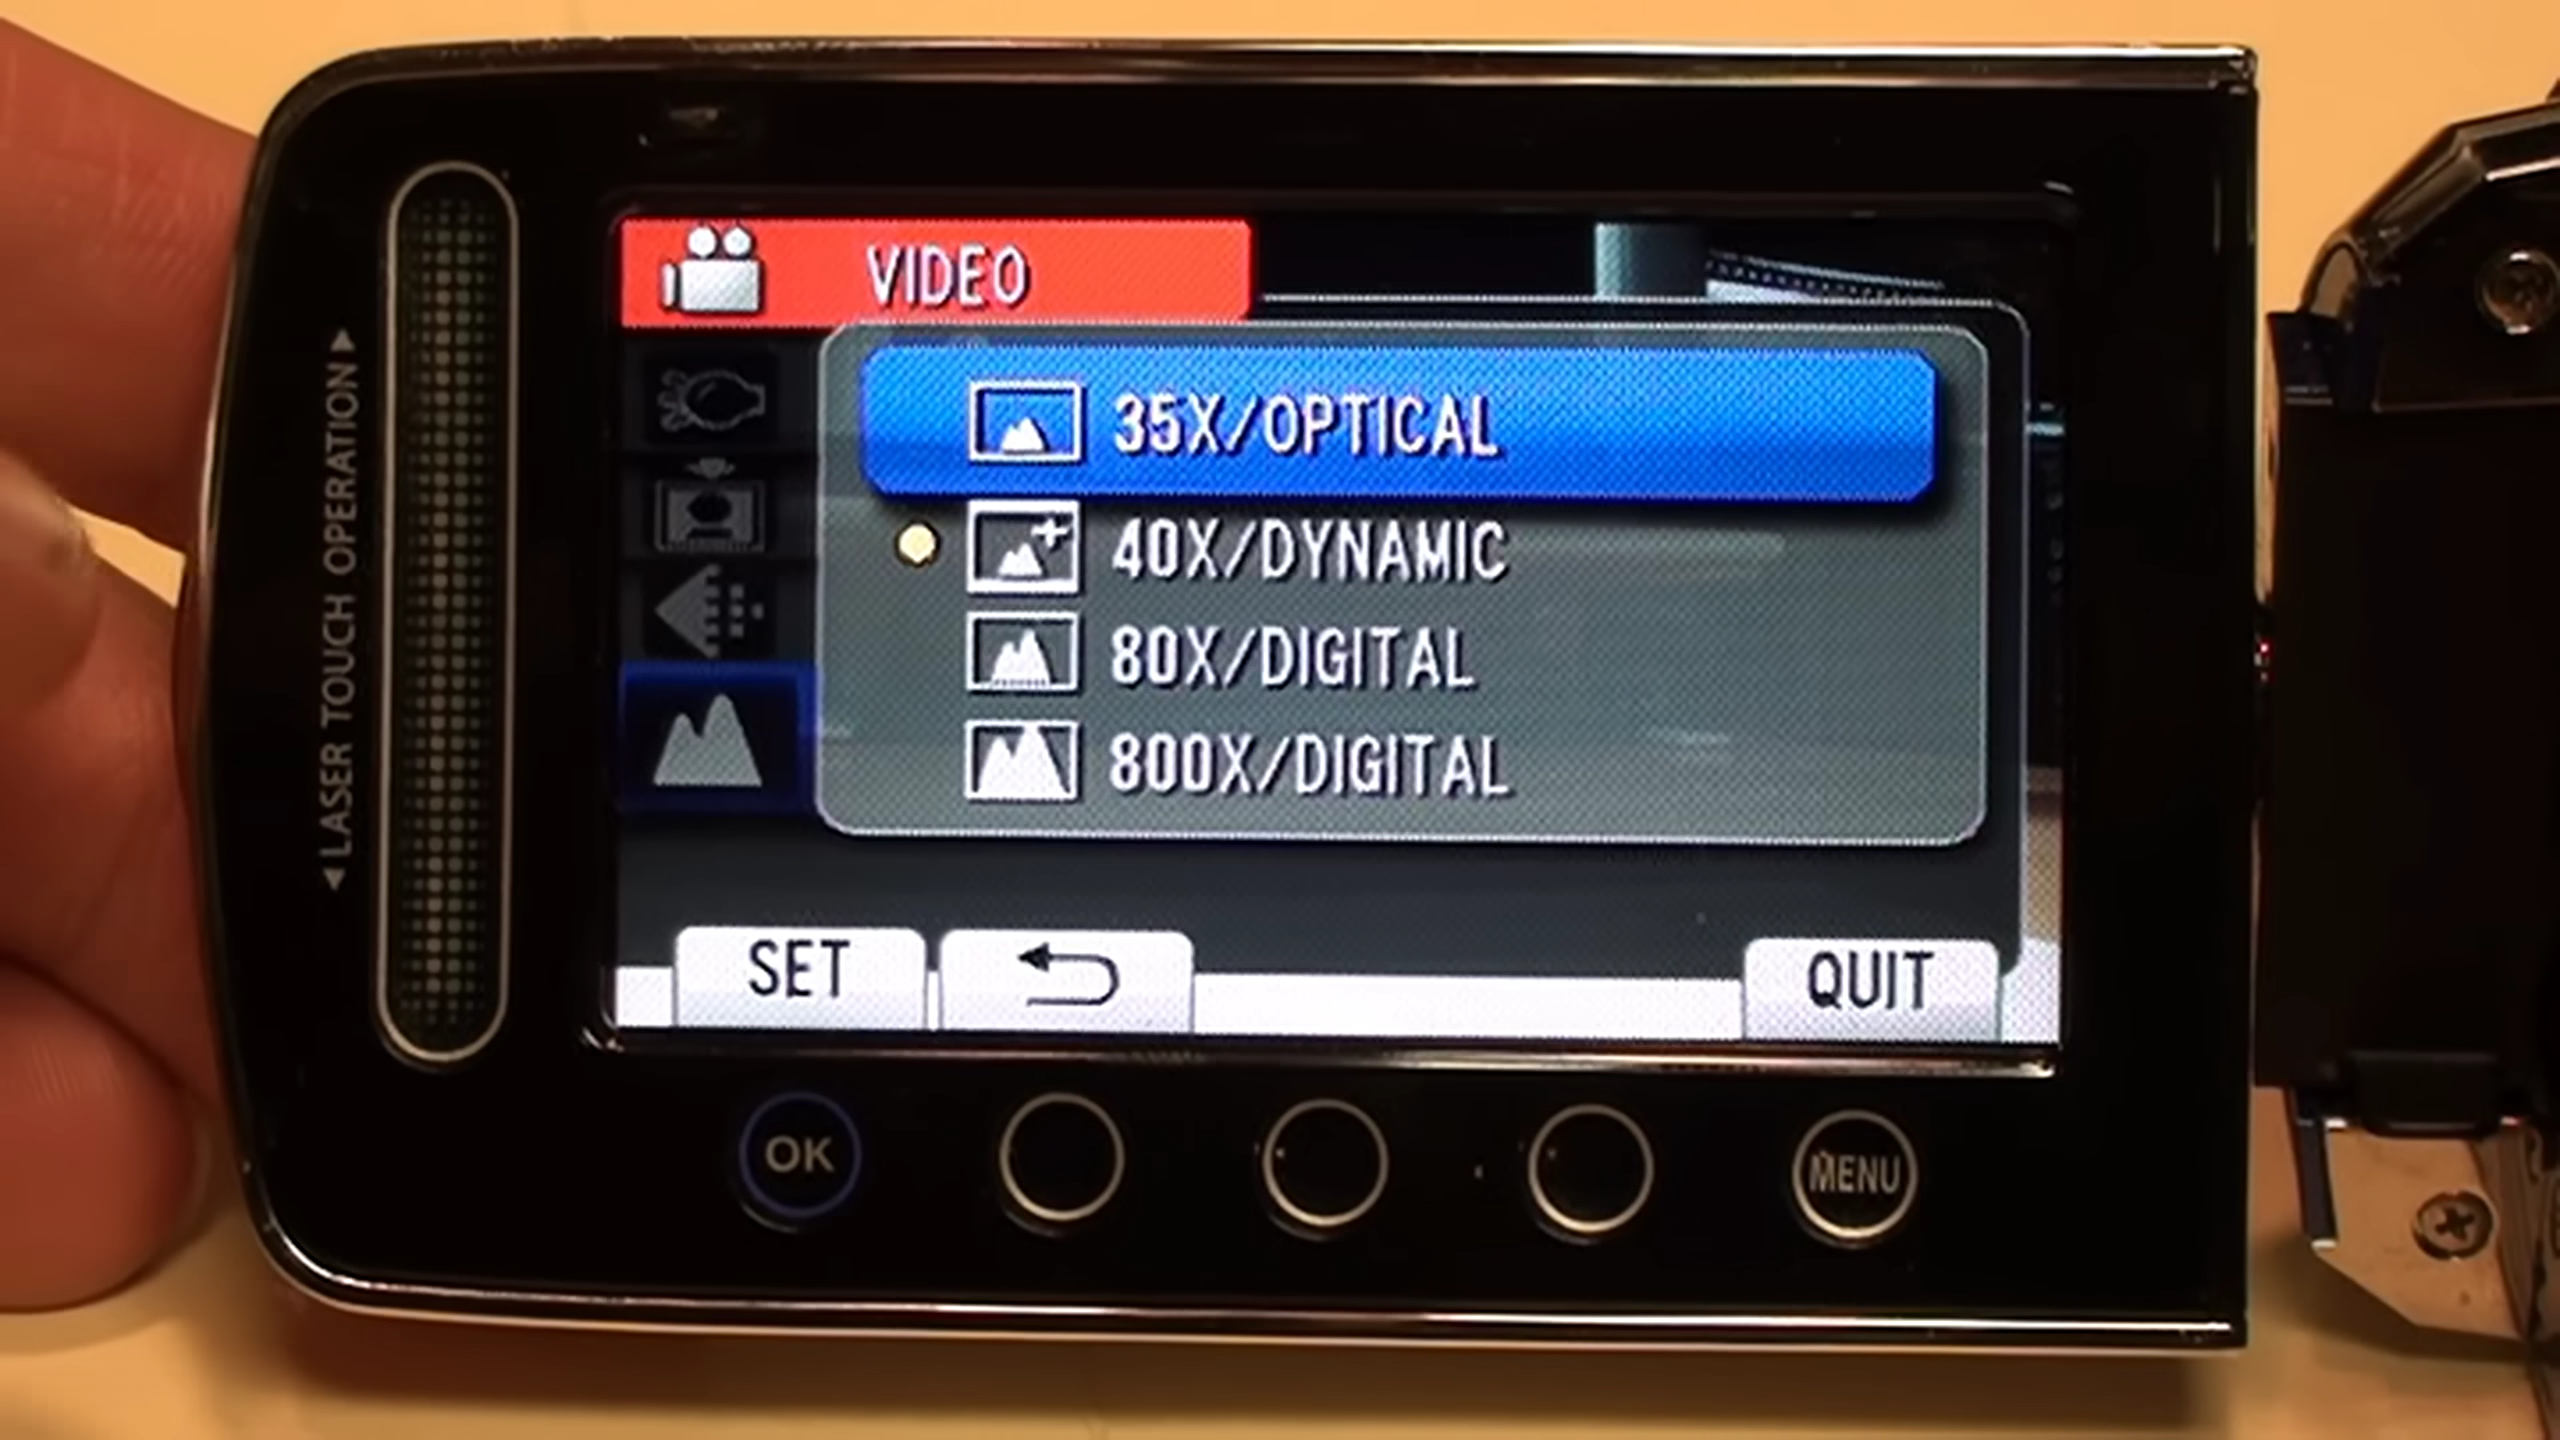 VIDEO
35X/OPTICAL
40X/DYNAMIC
80X/DIGITAL
800X/DIGITAL
SET
QUIT
LASER TOUCH OPERATION
OK
MENU